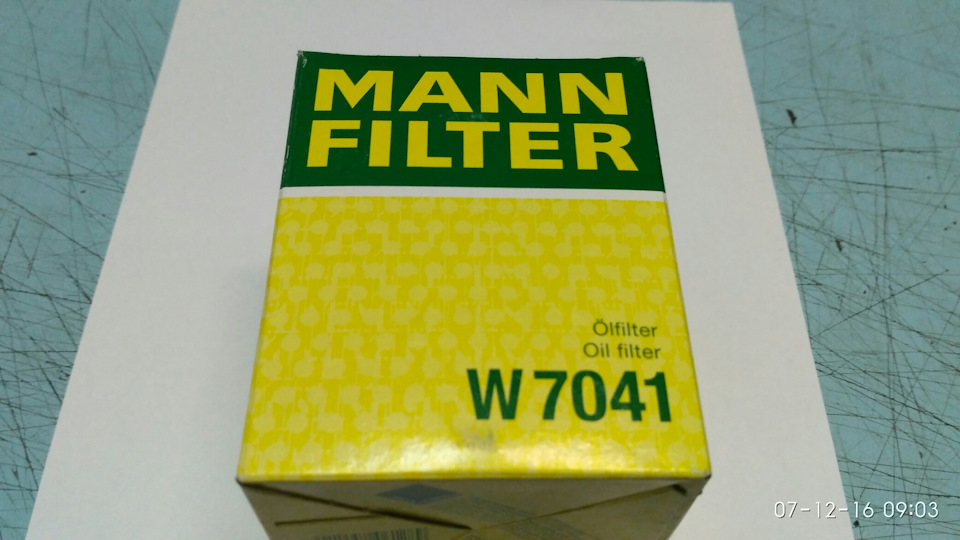 MANN
FILTER
Ölfilter
Oil filter
W 7041
07-12-16 09:03